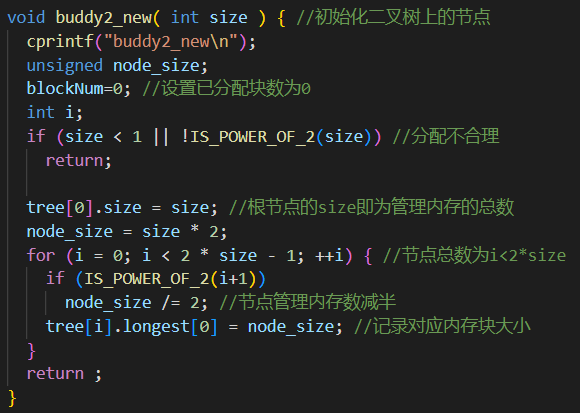 void buddy2_new( int size ) { //初始化二叉树上的节点
  cprintf("buddy2_new\n");
  unsigned node_size;
  blockNum=0; //设置已分配块数为0
  int i;
  if (size < 1 || !IS_POWER_OF_2(size)) //分配不合理
    return;

  tree[0].size = size; //根节点的size即为管理内存的总数
  node_size = size * 2;
  for (i = 0; i < 2 * size - 1; ++i) { //节点总数为i<2*size
    if (IS_POWER_OF_2(i+1))
      node_size /= 2; //节点管理内存数减半
    tree[i].longest[0] = node_size; //记录对应内存块大小
  }
  return ;
}